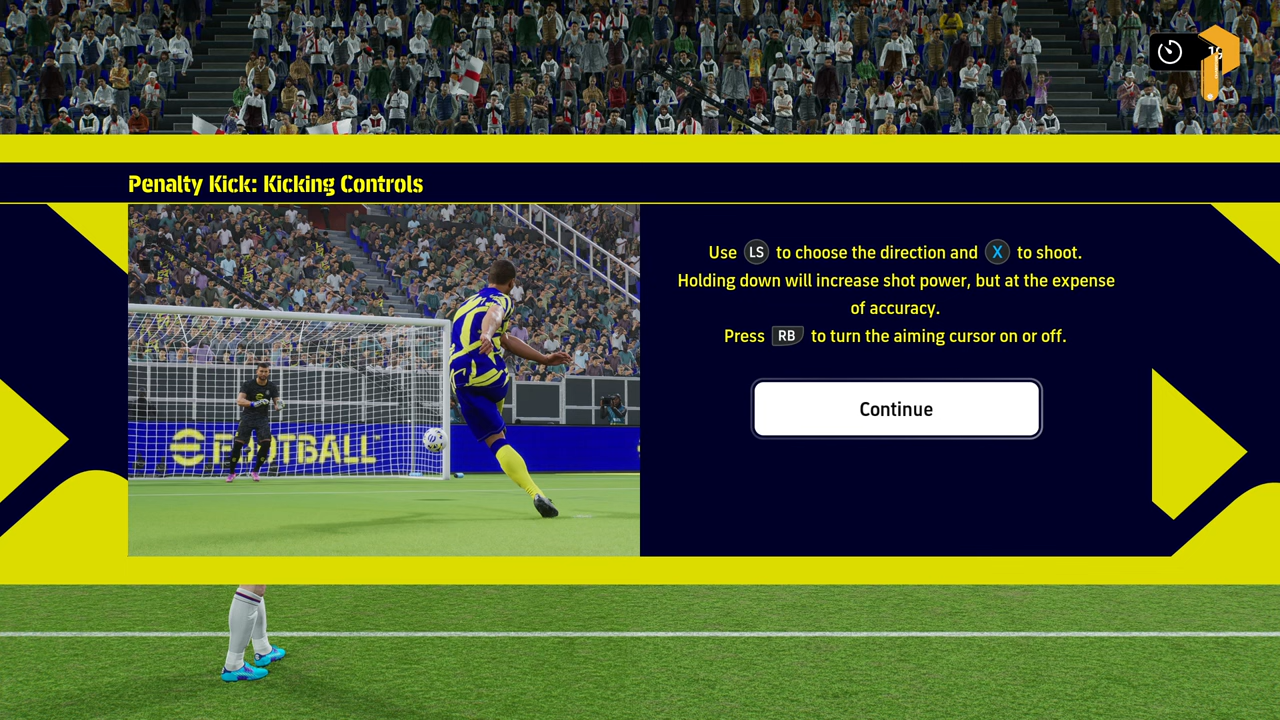 Penalty Kick: Kicking Controls
Use LS to choose the direction and X to shoot.
Holding down will increase shot power, but at the expense
of accuracy.
Press RB to turn the aiming cursor on or off.
Continue
FOOTBALL